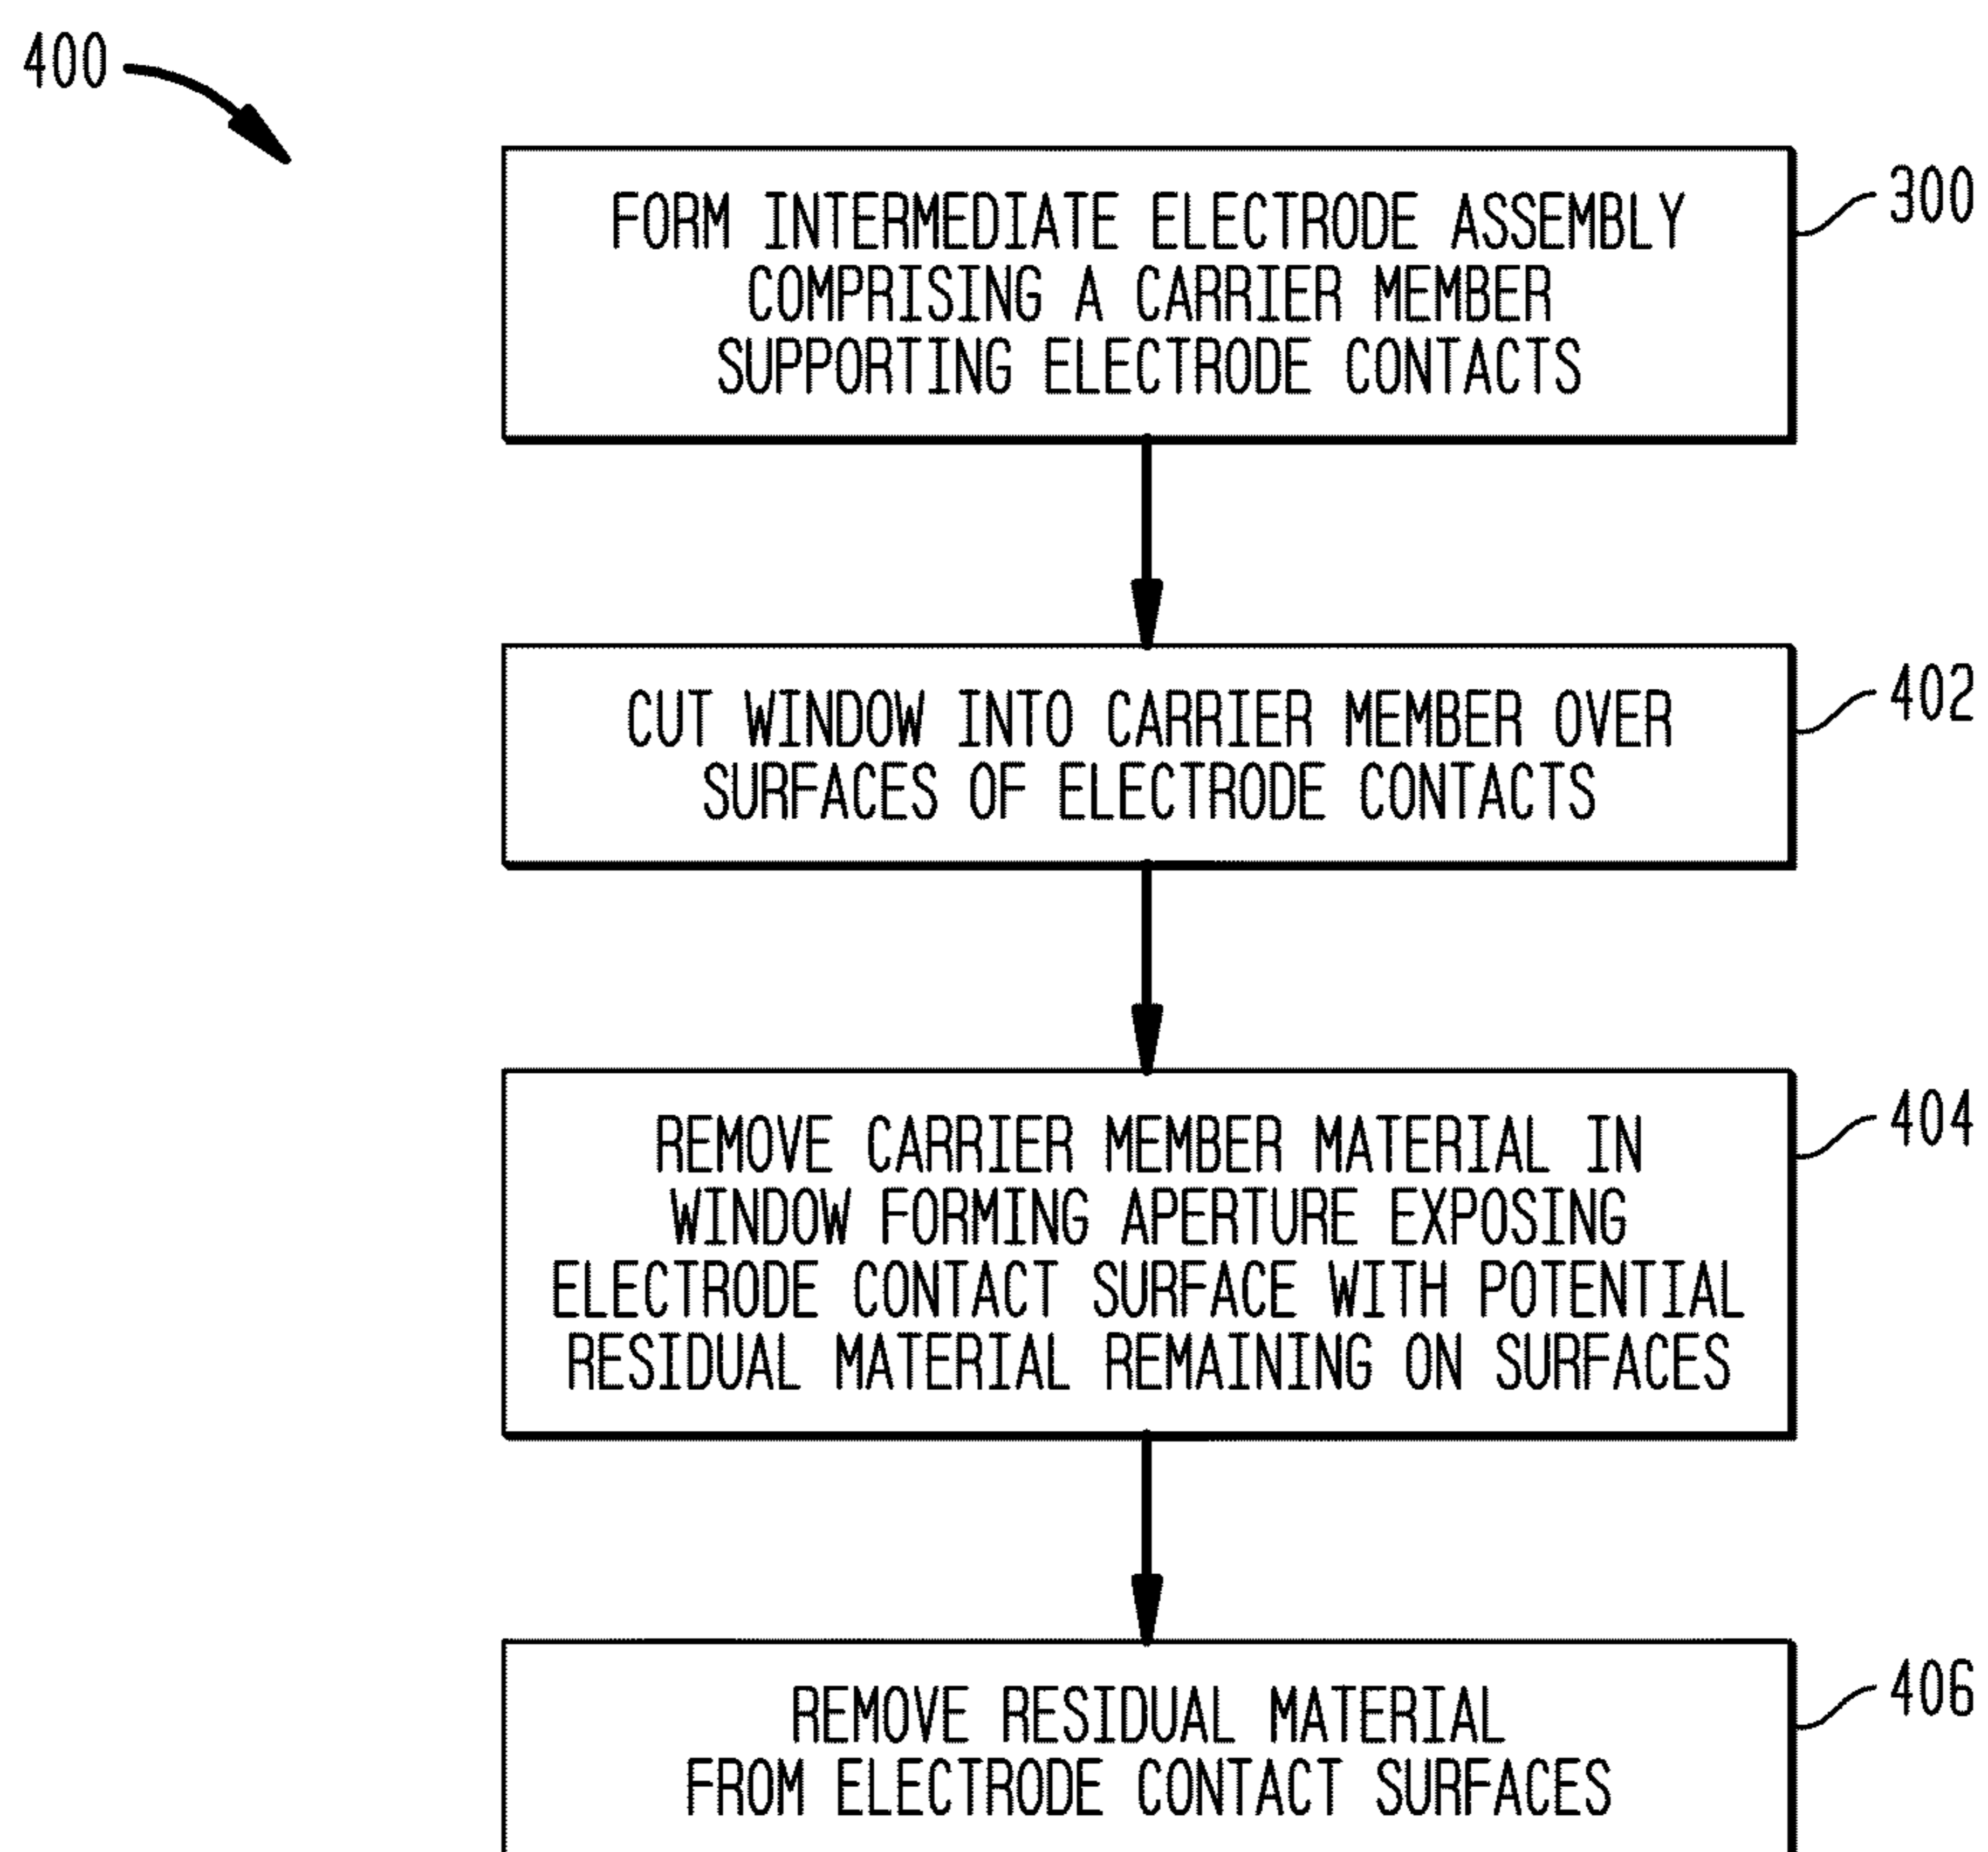 400
300
FORM INTERMEDIATE ELECTRODE ASSEMBLY
COMPRISING A CARRIER MEMBER
SUPPORTING ELECTRODE CONTACTS
402
CUT WINDOW INTO CARRIER MEMBER OVER
SURFACES OF ELECTRODE CONTACTS
404
REMOVE CARRIER MEMBER MATERIAL IN
WINDOW FORMING APERTURE EXPOSING
ELECTRODE CONTACT SURFACE WITH POTENTIAL
RESIDUAL MATERIAL REMAINING ON SURFACES
406
REMOVE RESIDUAL MATERIAL
FROM ELECTRODE CONTACT SURFACES